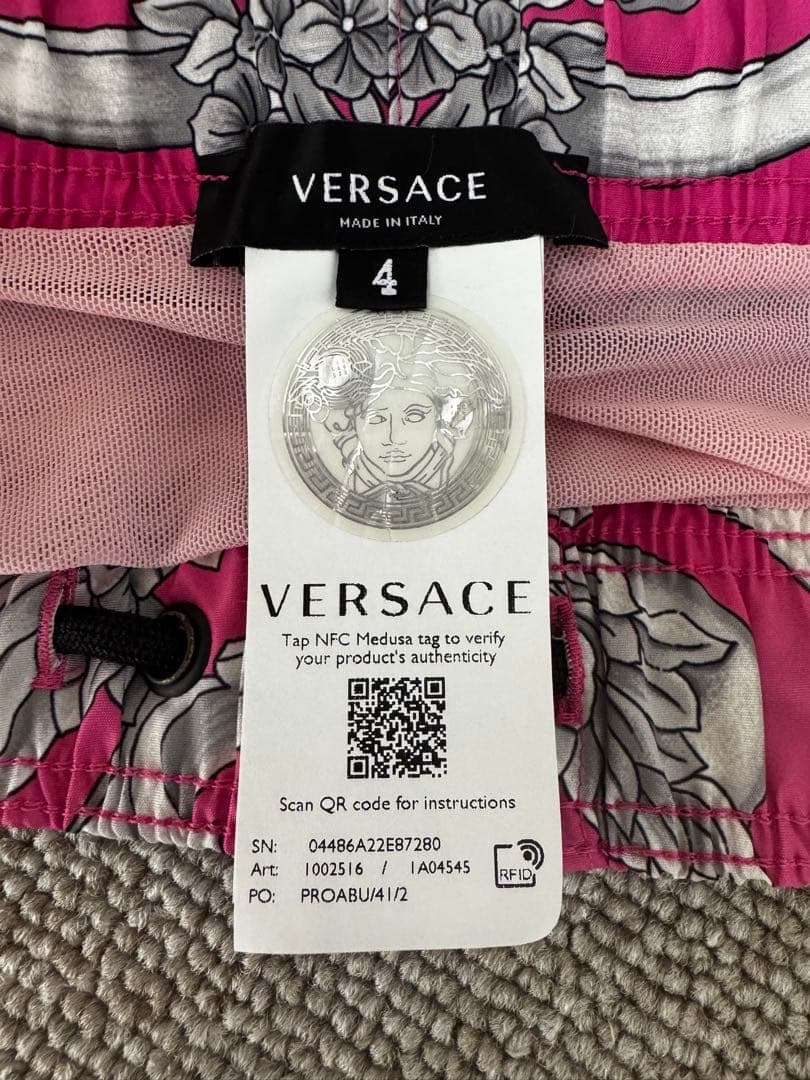 VERSACE
MADE IN ITALY
4
VERSACE
Tap NFC Medusa tag to verify
your product's authenticity
Scan QR code for instructions
SN: 04486A22E87280
Art: 1002516 / 1A04545
PO: PROABU/41/2
RFID